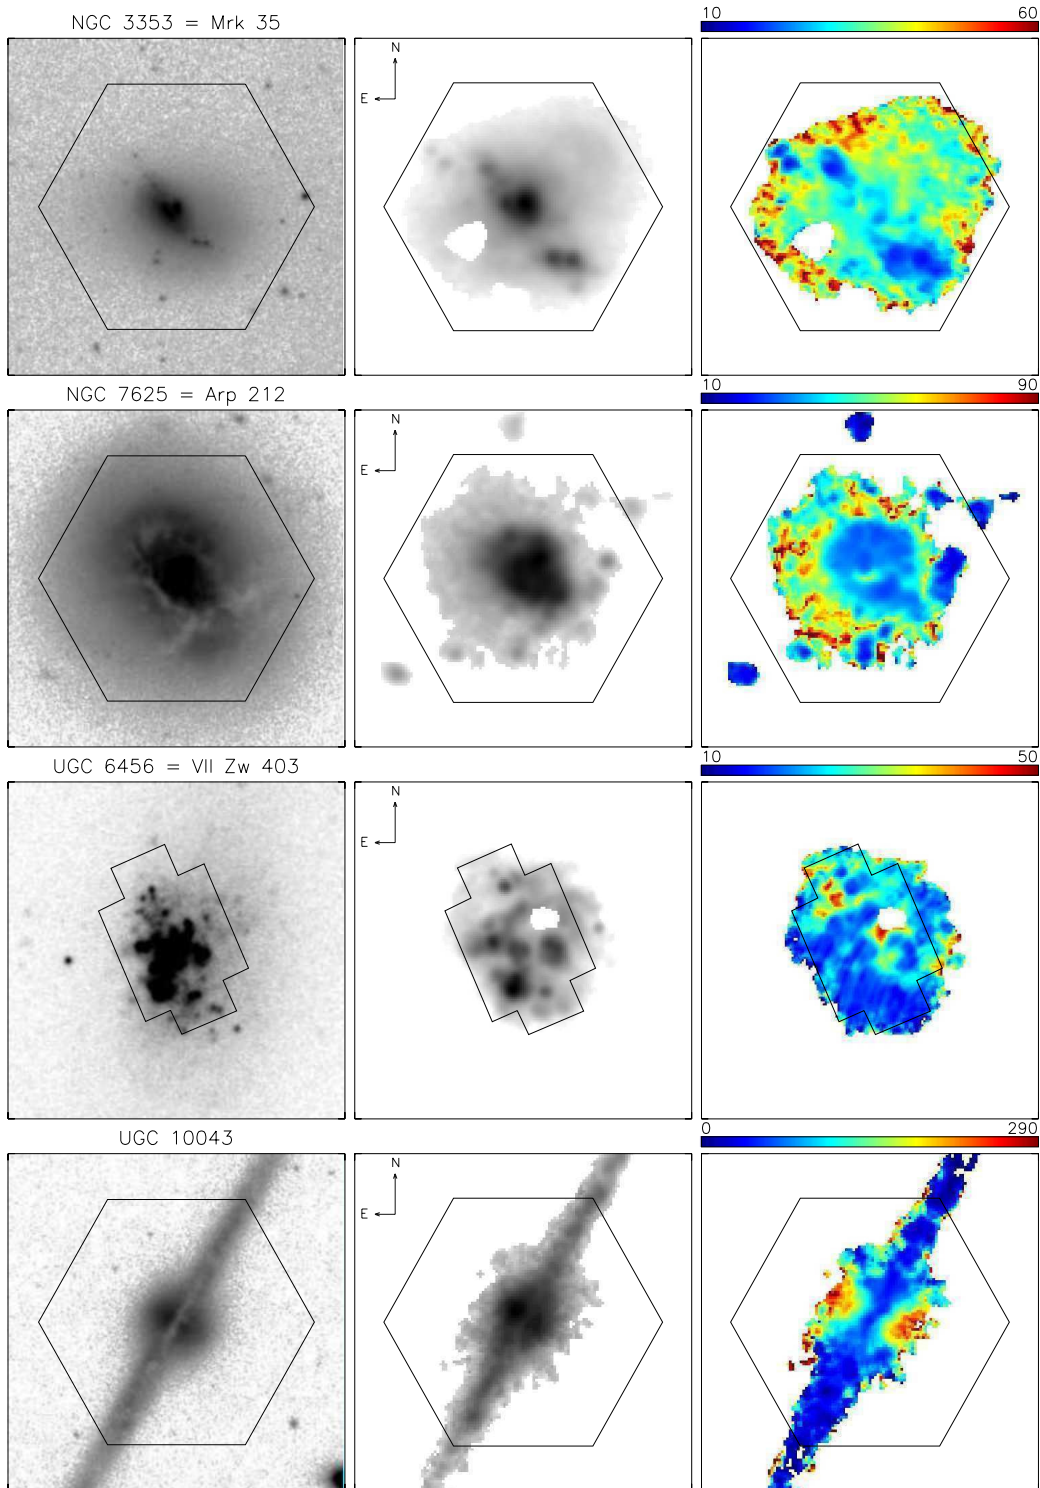 NGC 3353 = Mrk 35
10 60
N
E
NGC 7625 = Arp 212
10 90
N
E
UGC 6456 = VII Zw 403
10 50
N
E
UGC 10043
0 290
N
E